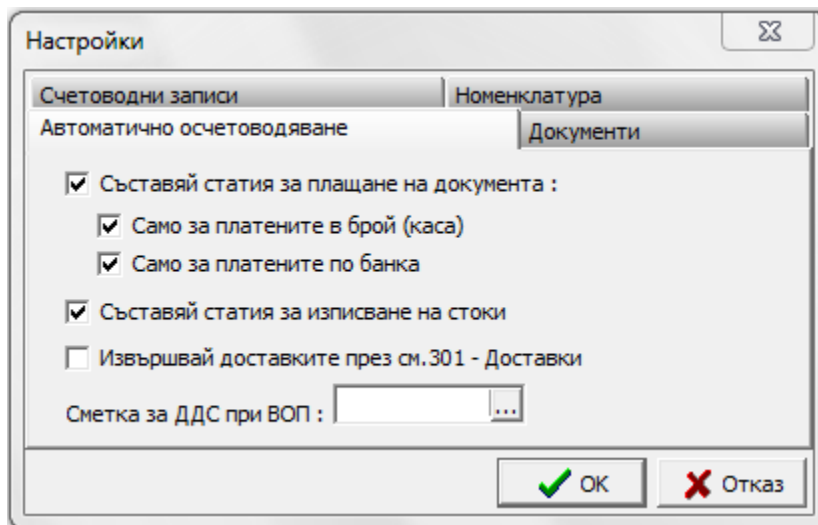 Настройки
Счетоводни записи
Номенклатура
Автоматично осчетоводяване
Документи
Съставяй статия за плащане на документа :
Само за платените в брой (каса)
Само за платените по банка
Съставяй статия за изписване на стоки
Извършвай доставките през см.301 - Доставки
Сметка за ДДС при ВОП :
...
OK
Отказ